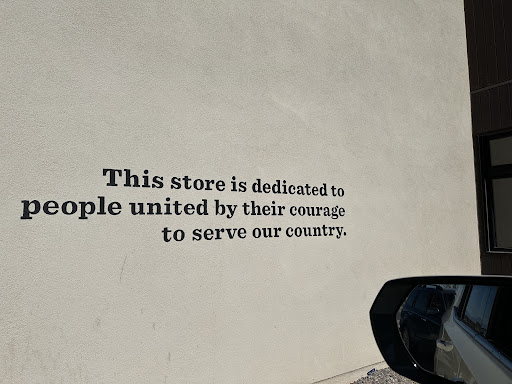 This store is dedicated to
people united by their courage
to serve our country.